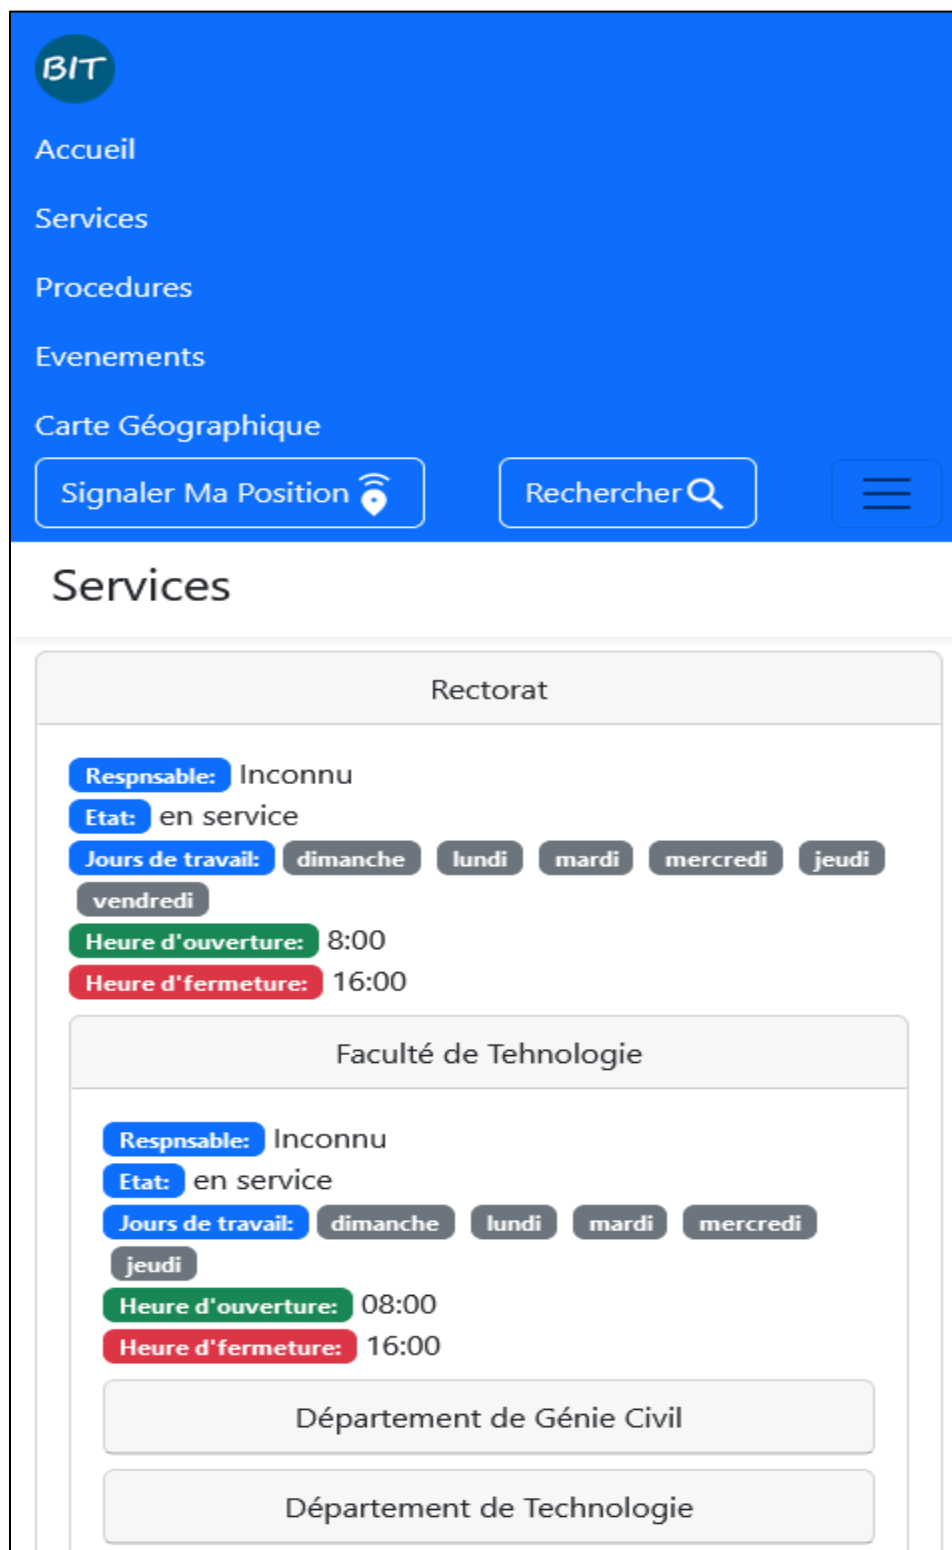 BIT
Accueil
Services
Procedures
Evenements
Carte Géographique
Signaler Ma Position Rechercher
Services
Rectorat
Respnsable: Inconnu
Etat: en service
Jours de travail: dimanche lundi mardi mercredi jeudi
vendredi
Heure d'ouverture: 8:00
Heure d'fermeture: 16:00
Faculté de Tehnologie
Respnsable: Inconnu
Etat: en service
Jours de travail: dimanche lundi mardi mercredi
jeudi
Heure d'ouverture: 08:00
Heure d'fermeture: 16:00
Département de Génie Civil
Département de Technologie